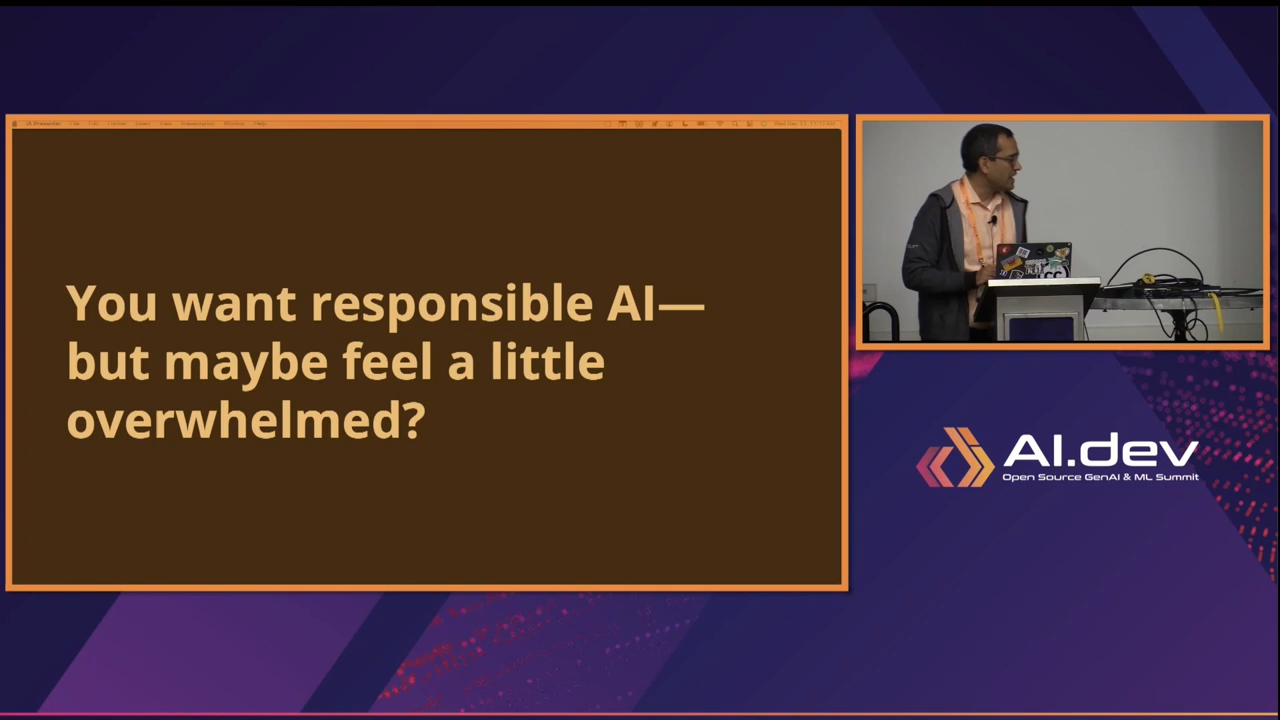 You want responsible AI—
but maybe feel a little
overwhelmed?
AI.dev
Open Source GenAI & ML Summit